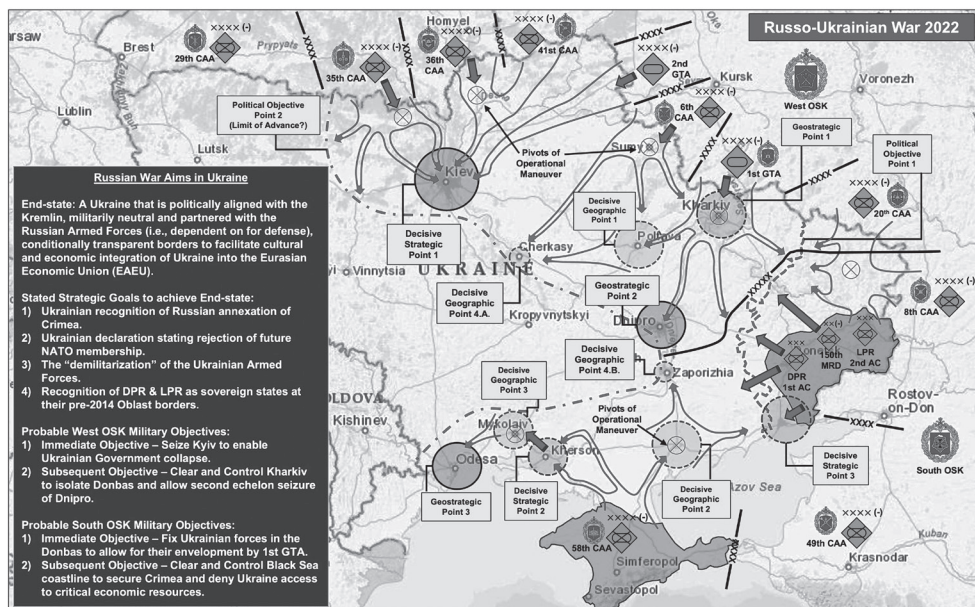 Russo-Ukrainian War 2022
Homyel
Brest
Pripyats
Lublin
Lutsk
Kursk
Voronezh
29th CAA
35th CAA
36th CAA
41st CAA
2nd GTA
6th CAA
1st GTA
20th CAA
8th CAA
49th CAA
58th CAA
West OSK
South OSK
Political Objective Point 2 (Limit of Advance?)
Pivots of Operational Maneuver
Geostrategic Point 1
Political Objective Point 1
Sumy
Kiev
Kharkiv
Decisive Strategic Point 1
Decisive Geographic Point 1
Poltava
Cherkasy
UKRAINE
Vinnytsia
Decisive Geographic Point 4.A.
Geostrategic Point 2
Kropyvnytskyi
Dnipro
Decisive Geographic Point 4.B.
Zaporizhia
150th MRD
LPR 2nd AC
DPR 1st AC
Rostov-on-Don
Decisive Geographic Point 3
Pivots of Operational Maneuver
Mykolaiv
Kishinev
Odesa
Kherson
Geostrategic Point 3
Decisive Strategic Point 2
Decisive Geographic Point 2
Decisive Strategic Point 3
Azov Sea
Kuban
Krasnodar
Simferopol
Sevastopol
Russian War Aims in Ukraine
End-state: A Ukraine that is politically aligned with the
Kremlin, militarily neutral and partnered with the
Russian Armed Forces (i.e., dependent on for defense),
conditionally transparent borders to facilitate cultural
and economic integration of Ukraine into the Eurasian
Economic Union (EAEU).
Stated Strategic Goals to achieve End-state:
1) Ukrainian recognition of Russian annexation of
Crimea.
2) Ukrainian declaration stating rejection of future
NATO membership.
3) The “demilitarization” of the Ukrainian Armed
Forces.
4) Recognition of DPR & LPR as sovereign states at
their pre-2014 Oblast borders.
Probable West OSK Military Objectives:
1) Immediate Objective – Seize Kyiv to enable
Ukrainian Government collapse.
2) Subsequent Objective – Clear and Control Kharkiv
to isolate Donbas and allow second echelon seizure
of Dnipro.
Probable South OSK Military Objectives:
1) Immediate Objective – Fix Ukrainian forces in the
Donbas to allow for their envelopment by 1st GTA.
2) Subsequent Objective – Clear and Control Black Sea
coastline to secure Crimea and deny Ukraine access
to critical economic resources.